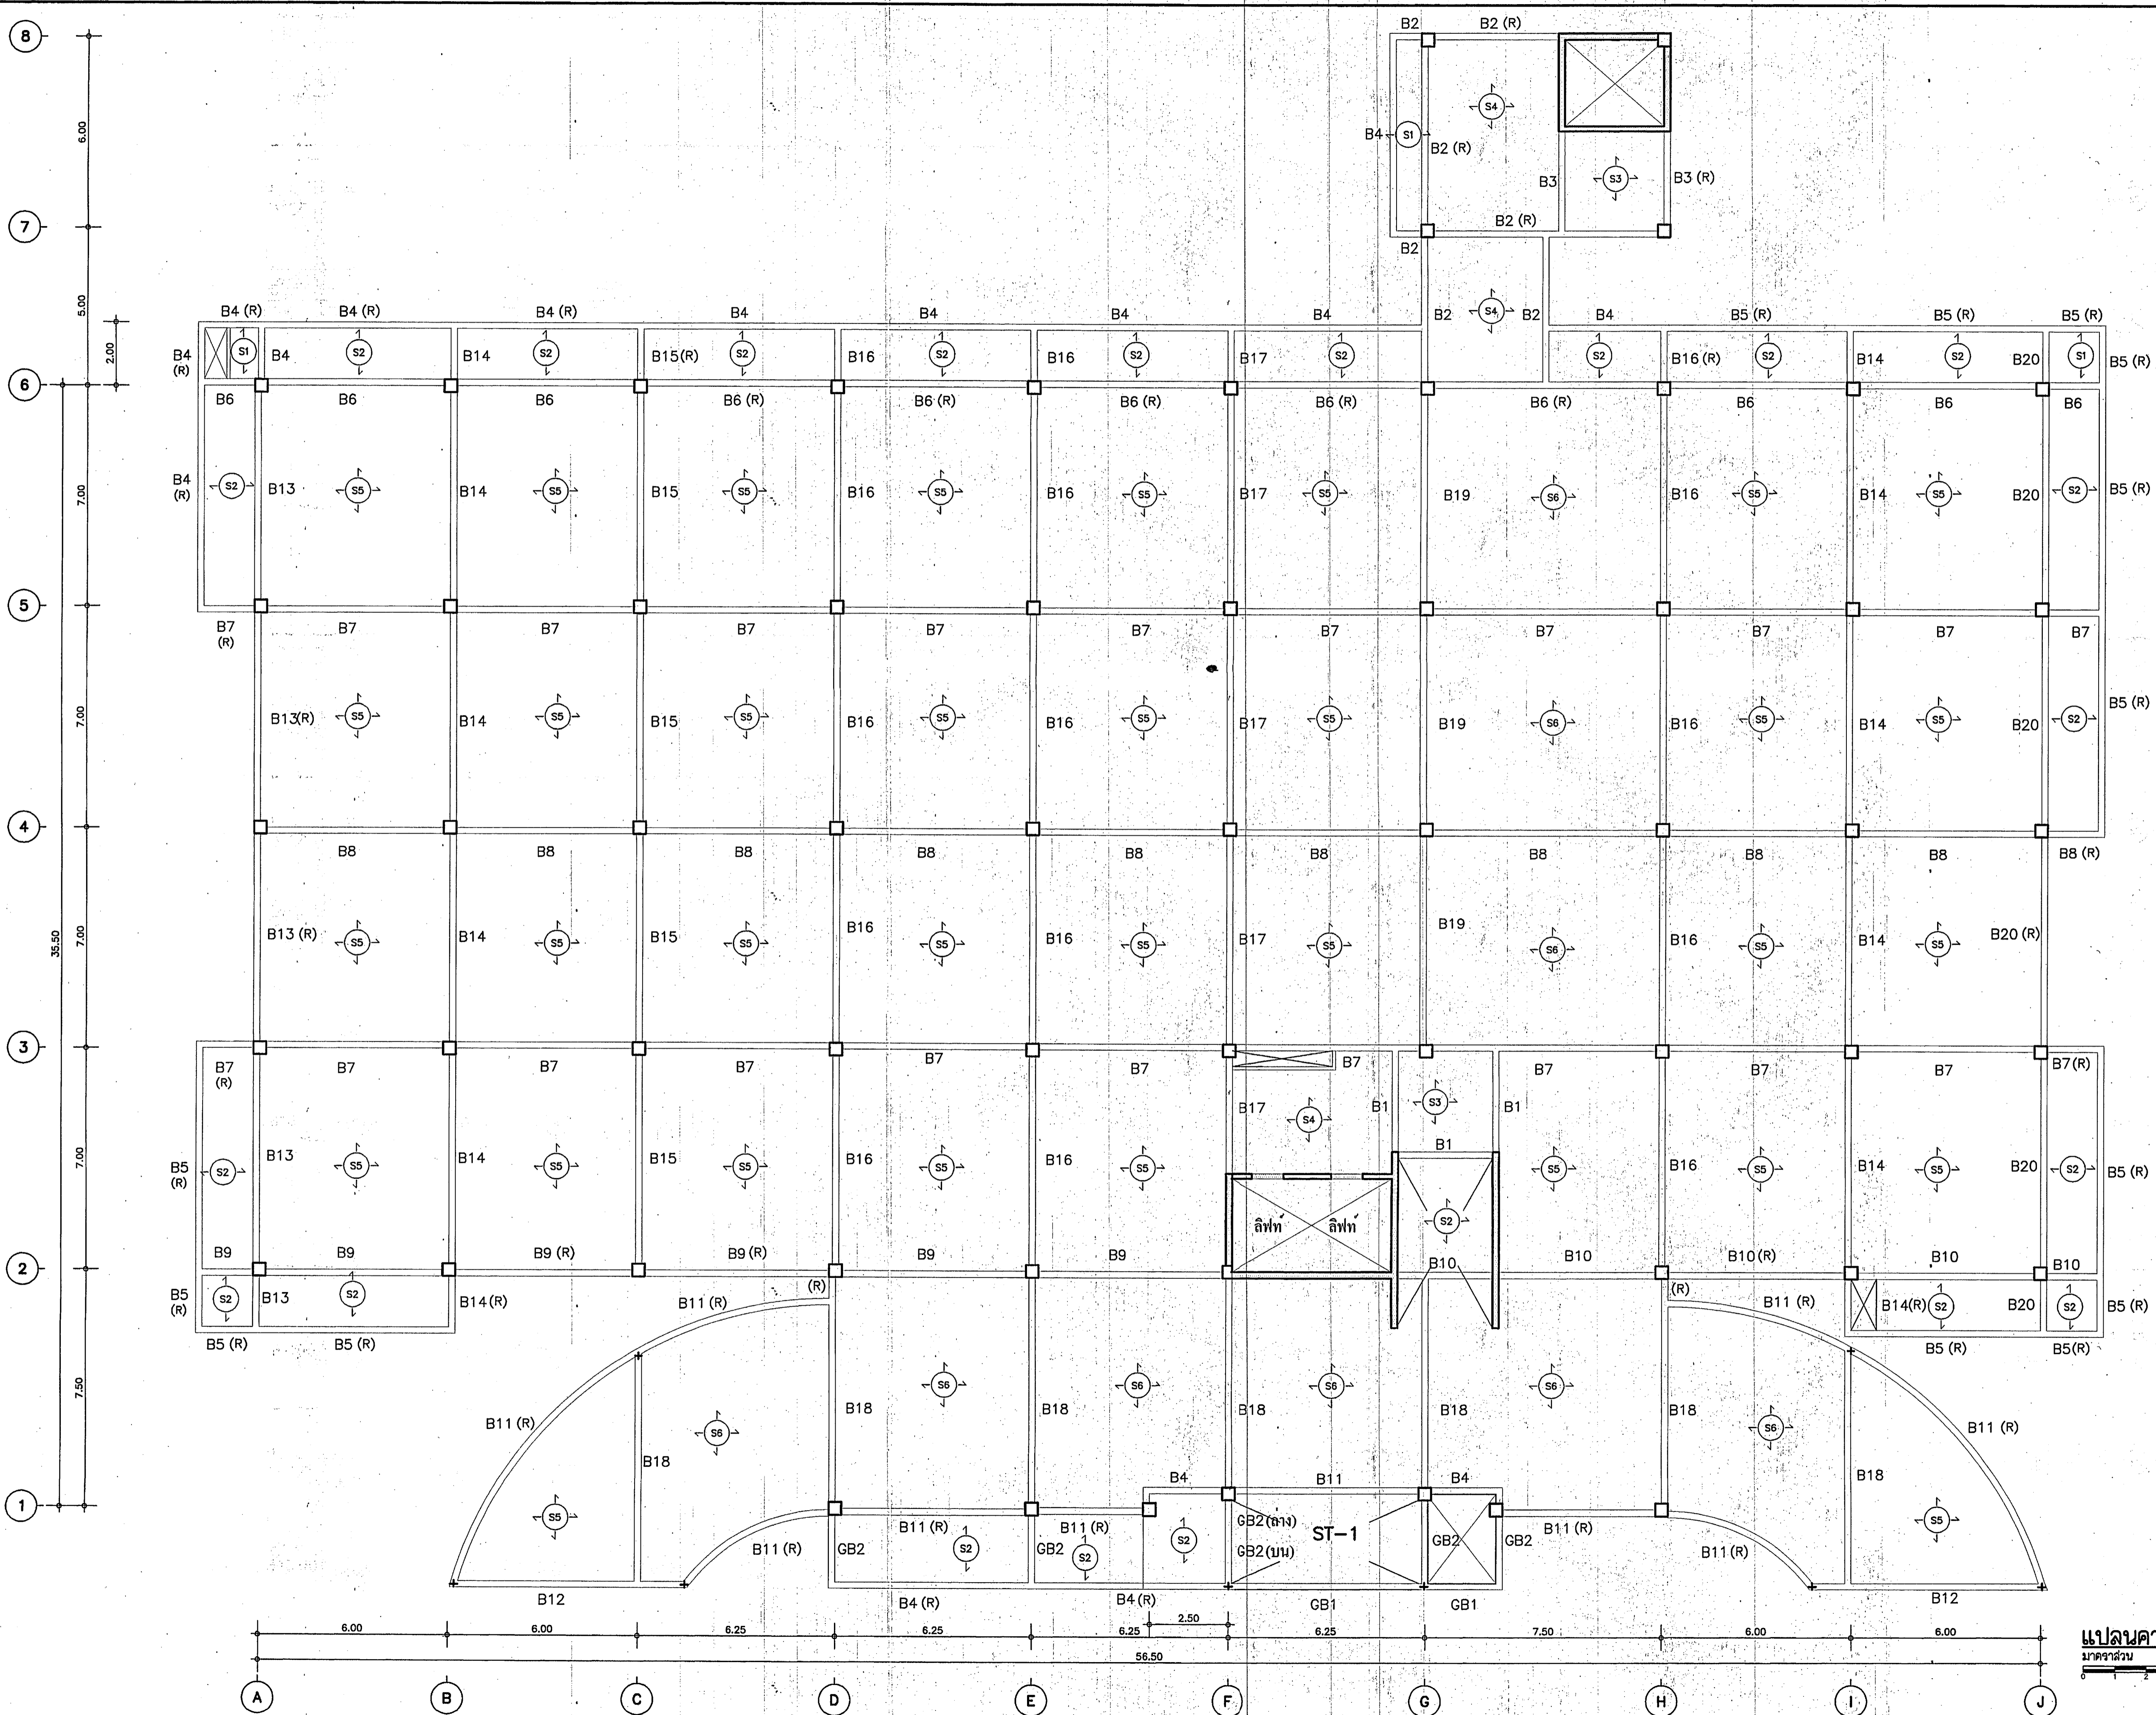 B2 B2 (R)
8
6.00
S4
B4 S1 B2 (R)
B3 S3 B3 (R)
7
B2 (R)
B2
5.00
B4 (R) B4 (R) B4 (R) B4 B4 B4 B4 B2 S4 B2 B4 B5 (R) B5 (R) B5 (R)
2.00
B4 (R) S1 B4 S2 B14 S2 B15(R) S2 B16 S2 B16 S2 B17 S2 S2 B16 (R) S2 B14 S2 B20 S1 B5 (R)
6
B6 B6 B6 B6 (R) B6 (R) B6 (R) B6 (R) B6 (R) B6 B6 B6
7.00
B4 (R) S2 B13 S5 B14 S5 B15 S5 B16 S5 B16 S5 B17 S5 B19 S6 B16 S5 B14 S5 B20 S2 B5 (R)
5
B7 (R) B7 B7 B7 B7 B7 B7 B7 B7 B7 B7
7.00
B13(R) S5 B14 S5 B15 S5 B16 S5 B16 S5 B17 S5 B19 S6 B16 S5 B14 S5 B20 S2 B5 (R)
4
B8 B8 B8 B8 B8 B8 B8 B8 B8 B8 (R)
35.50
7.00
B13 (R) S5 B14 S5 B15 S5 B16 S5 B16 S5 B17 S5 B19 S6 B16 S5 B14 S5 B20 (R)
3
B7 (R) B7 B7 B7 B7 B7 B7 B7 B7 B7 B7(R)
B17 S4 B1 S3 B1
B1
7.00
B5 (R) S2 B13 S5 B14 S5 B15 S5 B16 S5 B16 S5 S5 B16 S5 B14 S5 B20 S2 B5 (R)
ลิฟท์ ลิฟท์ S2
B9 B9 B9 (R) B9 (R) B9 B9 B10 B10 B10 (R) B10 B10
2
B5 (R) S2 B13 S2 B14(R) B11 (R) (R) (R) B11 (R) B14(R) S2 B20 S2 B5 (R)
B5 (R) B5 (R) B5 (R) B5(R)
7.50
S6 S6 S6 S6
B11 (R) S6 B18 B18 B18 B18 B18 S6 B11 (R)
B18 B18
B4 B11 B4
1
S5 B11 (R) B11 (R) GB2(ล่าง) ST-1 B11 (R) S5
B11 (R) GB2 S2 GB2 S2 S2 GB2(บน) GB2 GB2 B11 (R)
B12 B4 (R) B4 (R) GB1 GB1 B12
2.50
6.00 6.00 6.25 6.25 6.25 6.25 7.50 6.00 6.00
56.50
แปลนคา
มาตราส่วน
0 1 2
A B C D E F G H I J